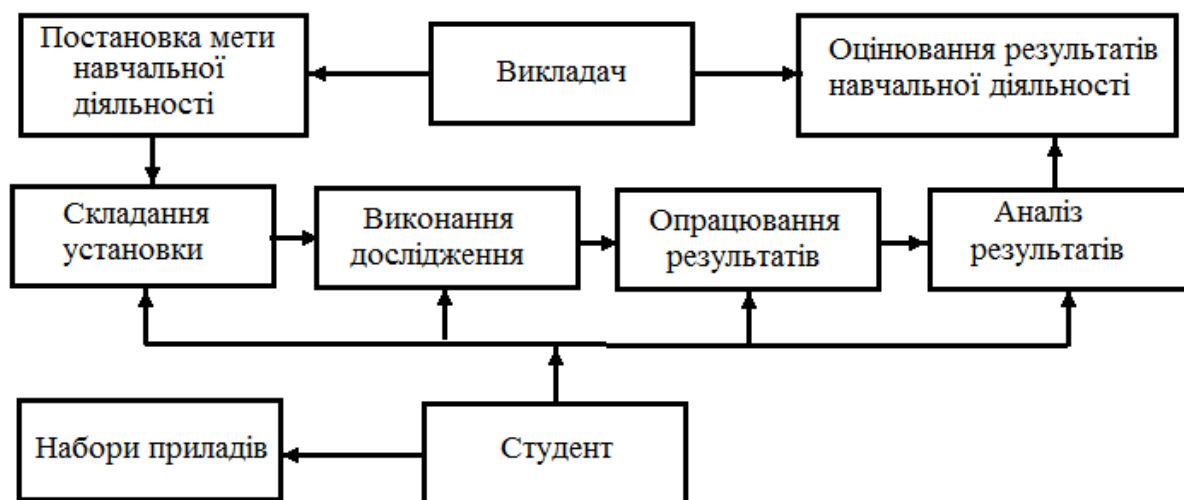 Постановка мети
навчальної
діяльності
Викладач
Оцінювання результатів
навчальної діяльності
Складання
установки
Виконання
дослідження
Опрацювання
результатів
Аналіз
результатів
Набори приладів
Студент